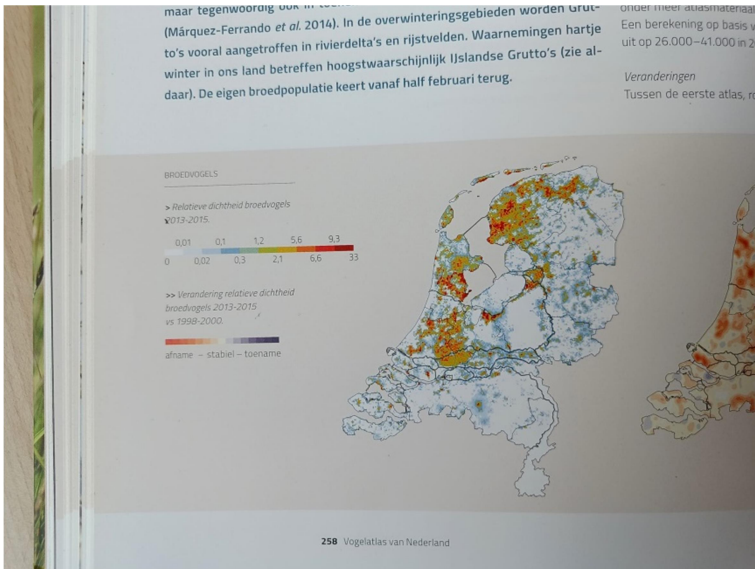 maar tegenwoordig ook in
(Márquez-Ferrando et al. 2014). In de overwinteringsgebieden worden Grut-
to's vooral aangetroffen in rivierdelta's en rijstvelden. Waarnemingen hartje
winter in ons land betreffen hoogstwaarschijnlijk IJslandse Grutto's (zie al-
daar). De eigen broedpopulatie keert vanaf half februari terug.
onder meer atlasmateriaal
Een berekening op basis
uit op 26.000–41.000 in
Veranderingen
Tussen de eerste atlas,
BROEDVOGELS
> Relatieve dichtheid broedvogels
2013-2015.
0,01 0,1 1,2 5,6 9,3
0 0,02 0,3 2,1 6,6 33
>> Verandering relatieve dichtheid
broedvogels 2013-2015
vs 1998-2000.
afname – stabiel – toename
258 Vogelatlas van Nederland